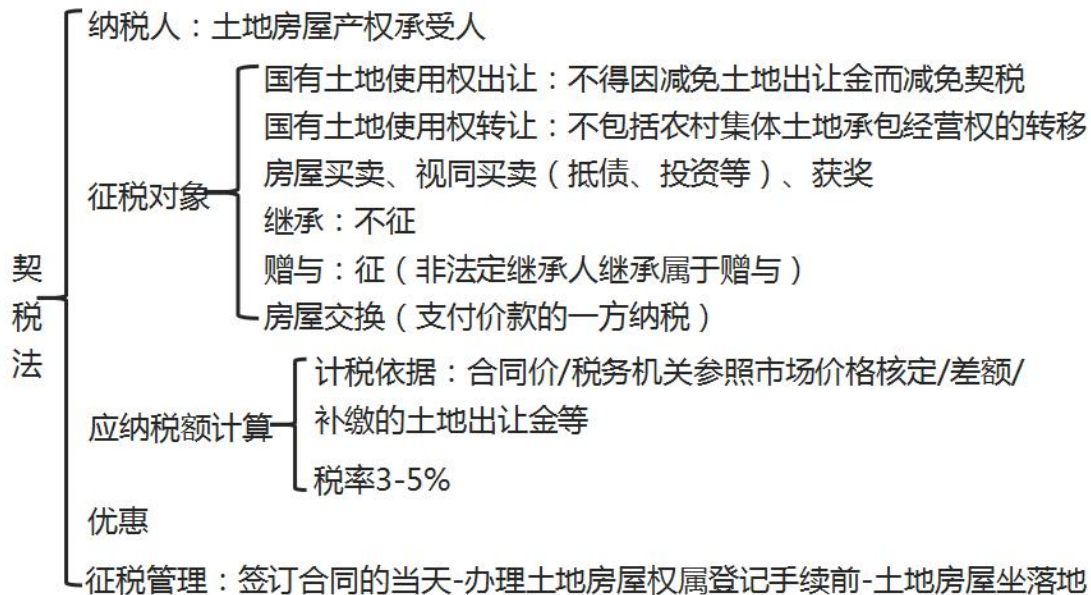 纳税人：土地房屋产权承受人
国有土地使用权出让：不得因减免土地出让金而减免契税
国有土地使用权转让：不包括农村集体土地承包经营权的转移
房屋买卖、视同买卖（抵债、投资等）、获奖
征税对象
继承：不征
赠与：征（非法定继承人继承属于赠与）
房屋交换（支付价款的一方纳税）
契税法
计税依据：合同价/税务机关参照市场价格核定/差额/
补缴的土地出让金等
应纳税额计算
税率3-5%
优惠
征税管理：签订合同的当天-办理土地房屋权属登记手续前-土地房屋坐落地